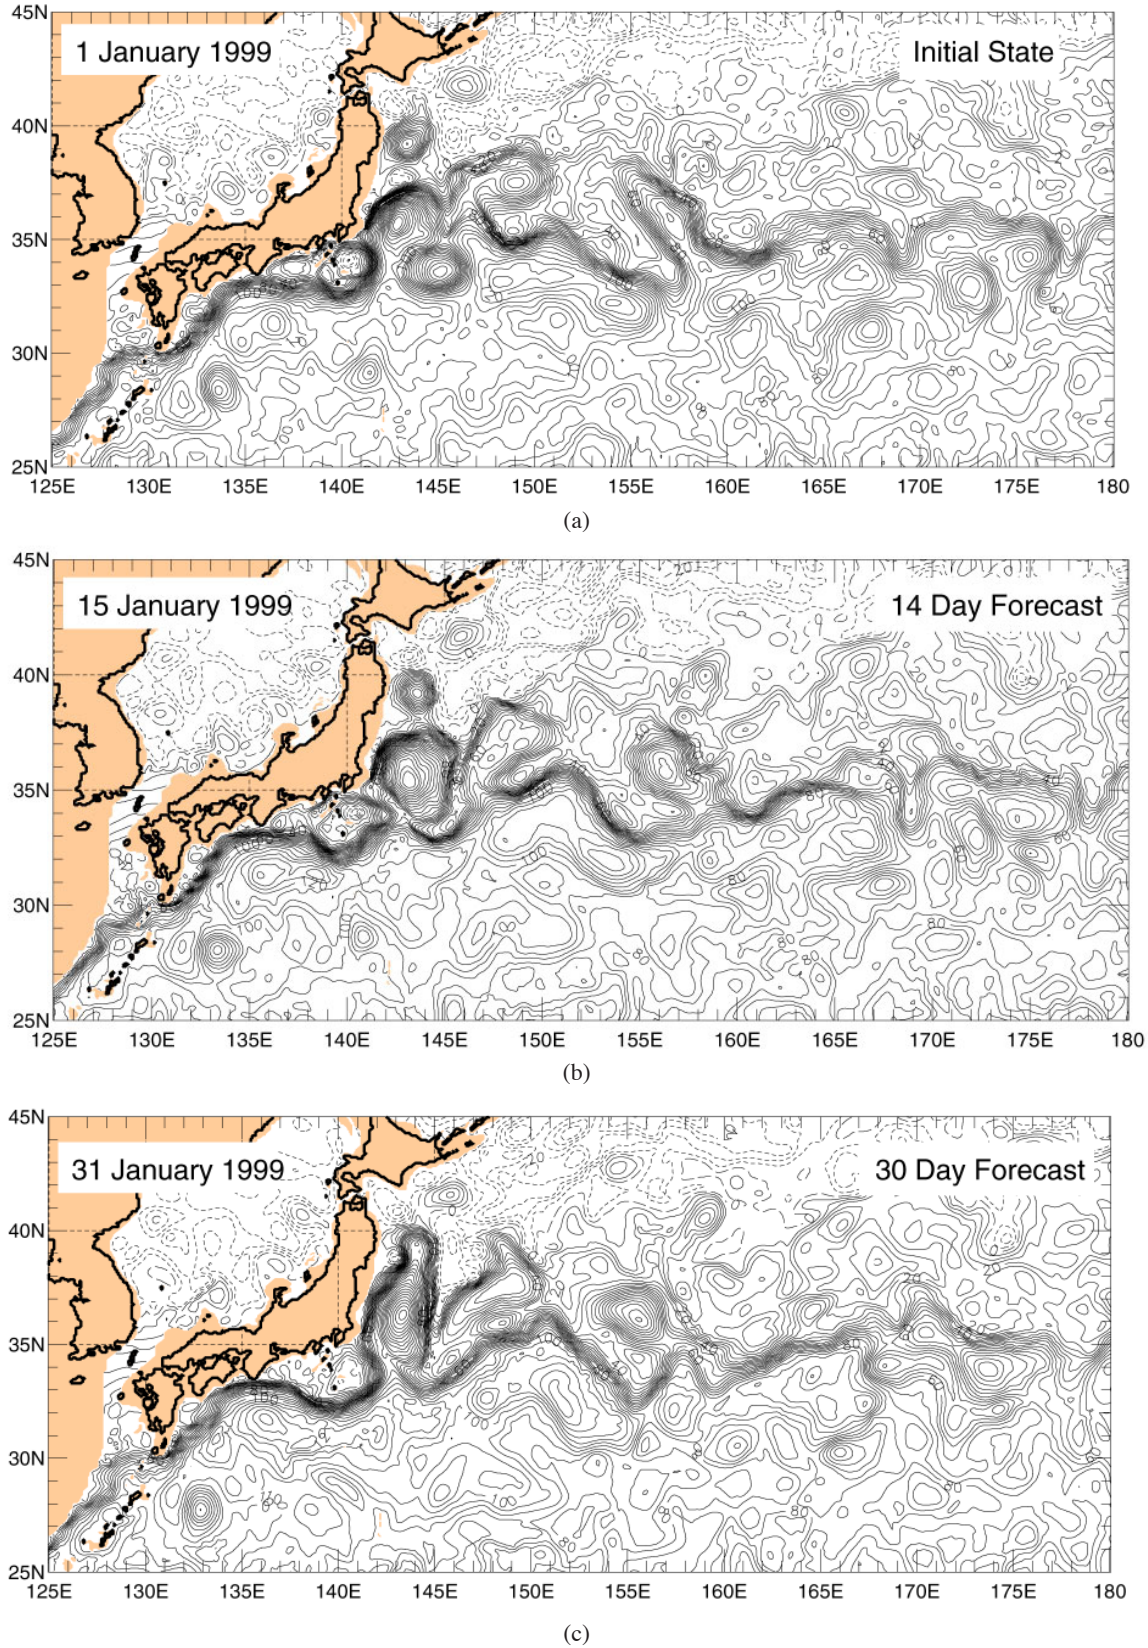 45N
1 January 1999 Initial State
40N
35N
30N
25N
125E 130E 135E 140E 145E 150E 155E 160E 165E 170E 175E 180
(a)
45N
15 January 1999 14 Day Forecast
40N
35N
30N
25N
125E 130E 135E 140E 145E 150E 155E 160E 165E 170E 175E 180
(b)
45N
31 January 1999 30 Day Forecast
40N
35N
30N
25N
125E 130E 135E 140E 145E 150E 155E 160E 165E 170E 175E 180
(c)